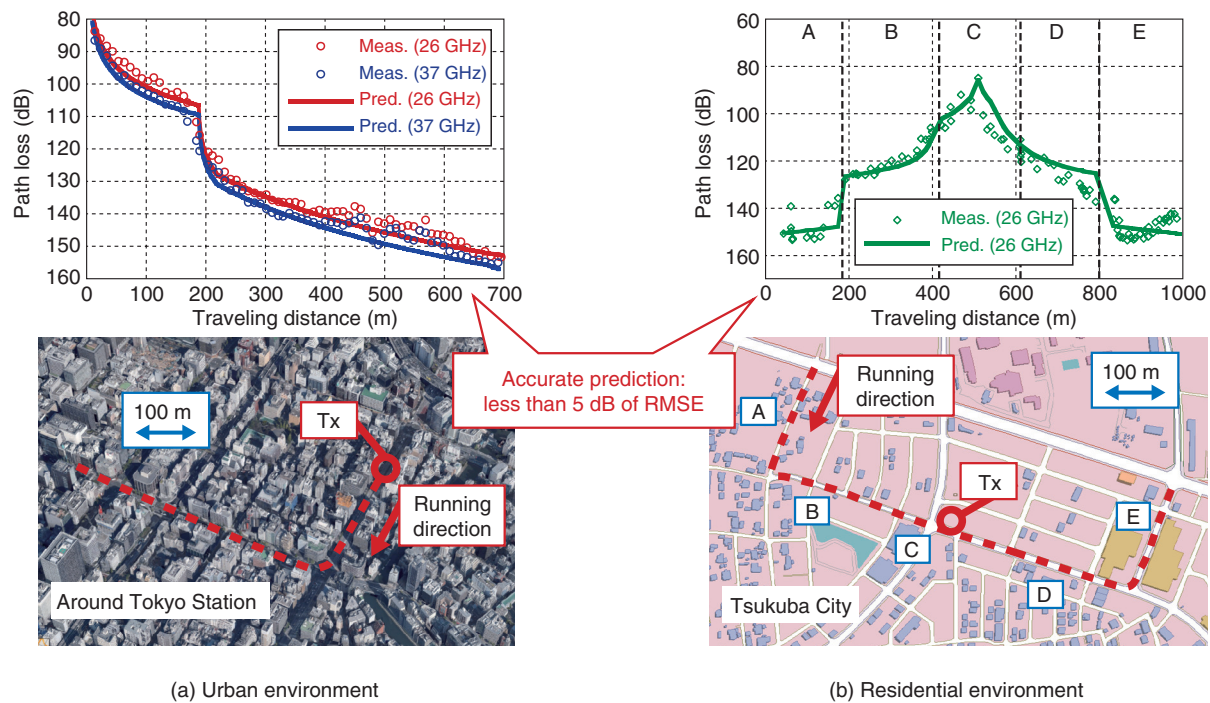 80
90
100
110
120
130
140
150
160
Path loss (dB)
Meas. (26 GHz)
Meas. (37 GHz)
Pred. (26 GHz)
Pred. (37 GHz)
0
100
200
300
400
500
600
700
Traveling distance (m)
A
B
C
D
E
60
80
100
120
140
160
170
Path loss (dB)
Meas. (26 GHz)
Pred. (26 GHz)
0
200
400
600
800
1000
Traveling distance (m)
Accurate prediction:
less than 5 dB of RMSE
100 m
Tx
Running
direction
Around Tokyo Station
A
Running
direction
100 m
Tx
B
C
E
D
Tsukuba City
(a) Urban environment
(b) Residential environment